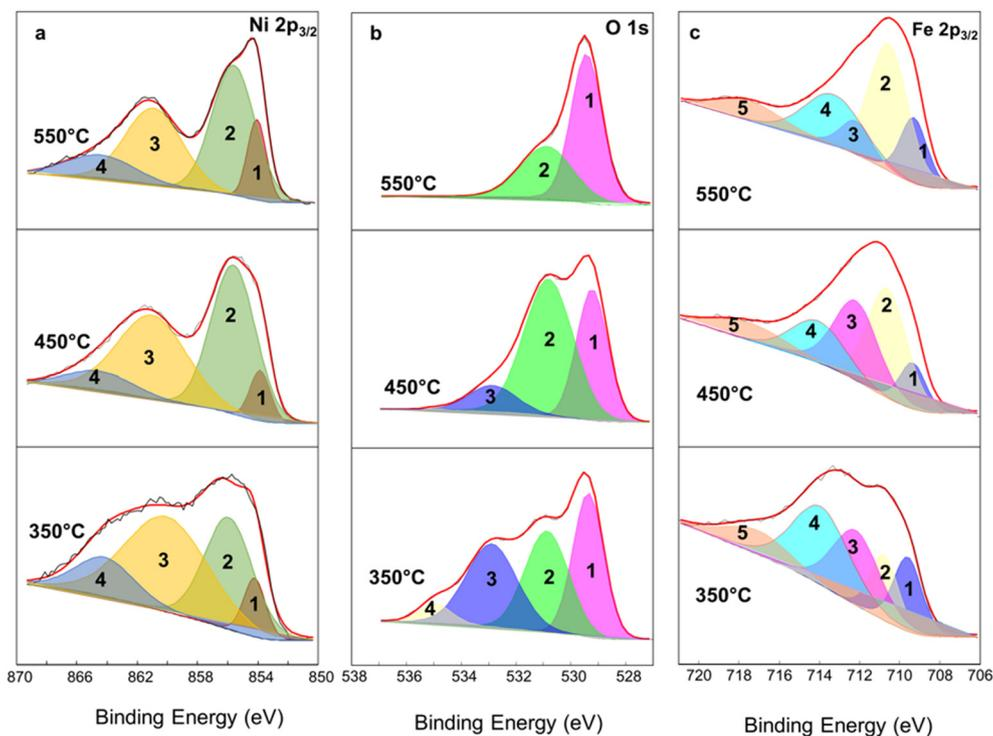 a Ni 2p3/2
550°C
4 3 2 1
450°C
4 3 2 1
350°C
4 3 2 1
870 866 862 858 854 850
Binding Energy (eV)
b O 1s
550°C
2 1
450°C
3 2 1
350°C
4 3 2 1
538 536 534 532 530 528
Binding Energy (eV)
c Fe 2p3/2
550°C
5 4 3 2 1
450°C
5 4 3 2 1
350°C
5 4 3 2 1
720 718 716 714 712 710 708 706
Binding Energy (eV)